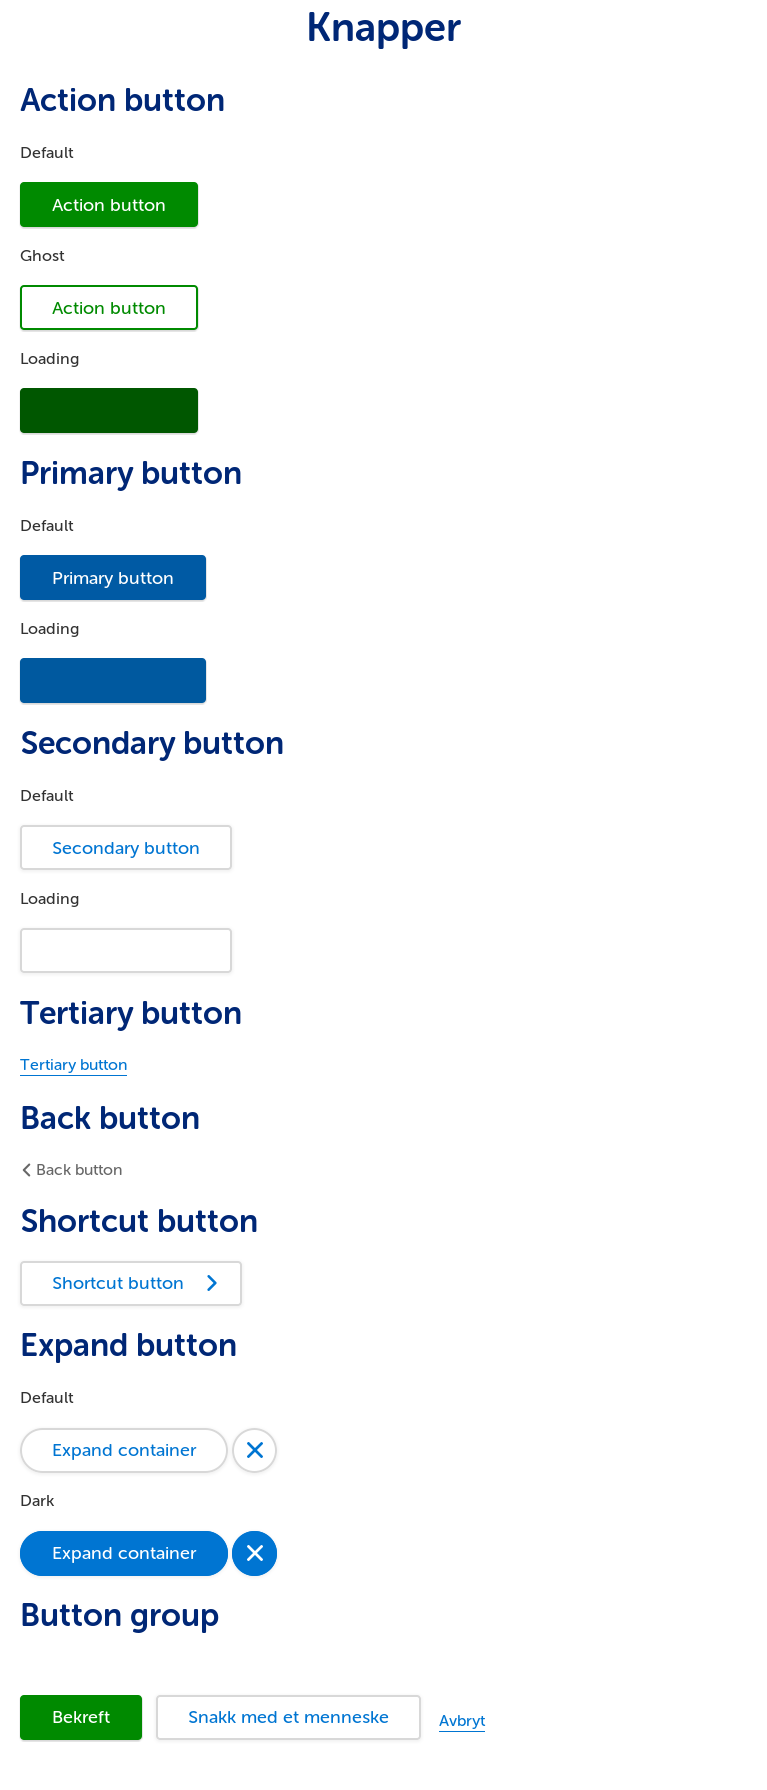 Knapper
Action button
Default
Action button
Ghost
Action button
Loading
Primary button
Default
Primary button
Loading
Secondary button
Default
Secondary button
Loading
Tertiary button
Tertiary button
Back button
Back button
Shortcut button
Shortcut button
Expand button
Default
Expand container
Dark
Expand container
Button group
Bekreft Snakk med et menneske Avbryt